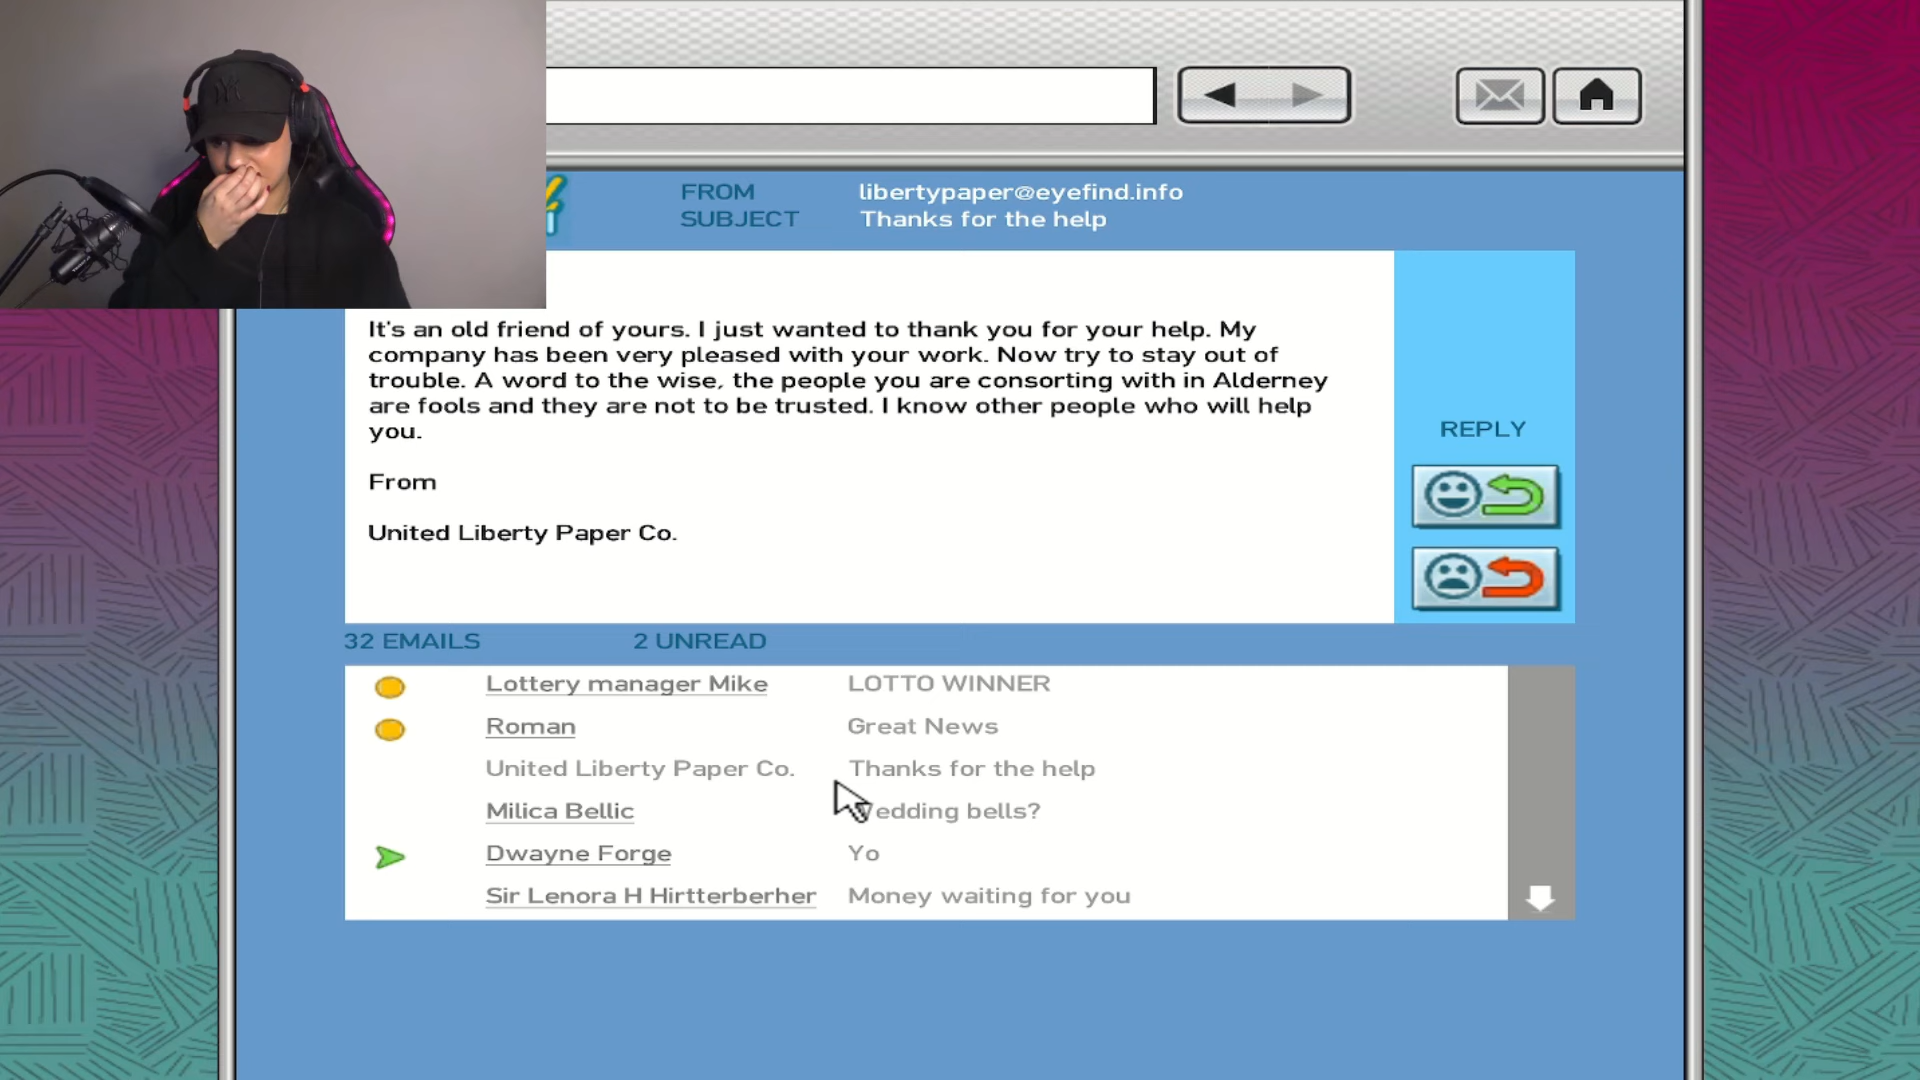 FROM libertypaper@eyefind.info
SUBJECT Thanks for the help
It's an old friend of yours. I just wanted to thank you for your help. My
company has been very pleased with your work. Now try to stay out of
trouble. A word to the wise, the people you are consorting with in Alderney
are fools and they are not to be trusted. I know other people who will help
you.
From
United Liberty Paper Co.
REPLY
32 EMAILS 2 UNREAD
Lottery manager Mike LOTTO WINNER
Roman Great News
United Liberty Paper Co. Thanks for the help
Milica Bellic Wedding bells?
Dwayne Forge Yo
Sir Lenora H Hirtterberher Money waiting for you